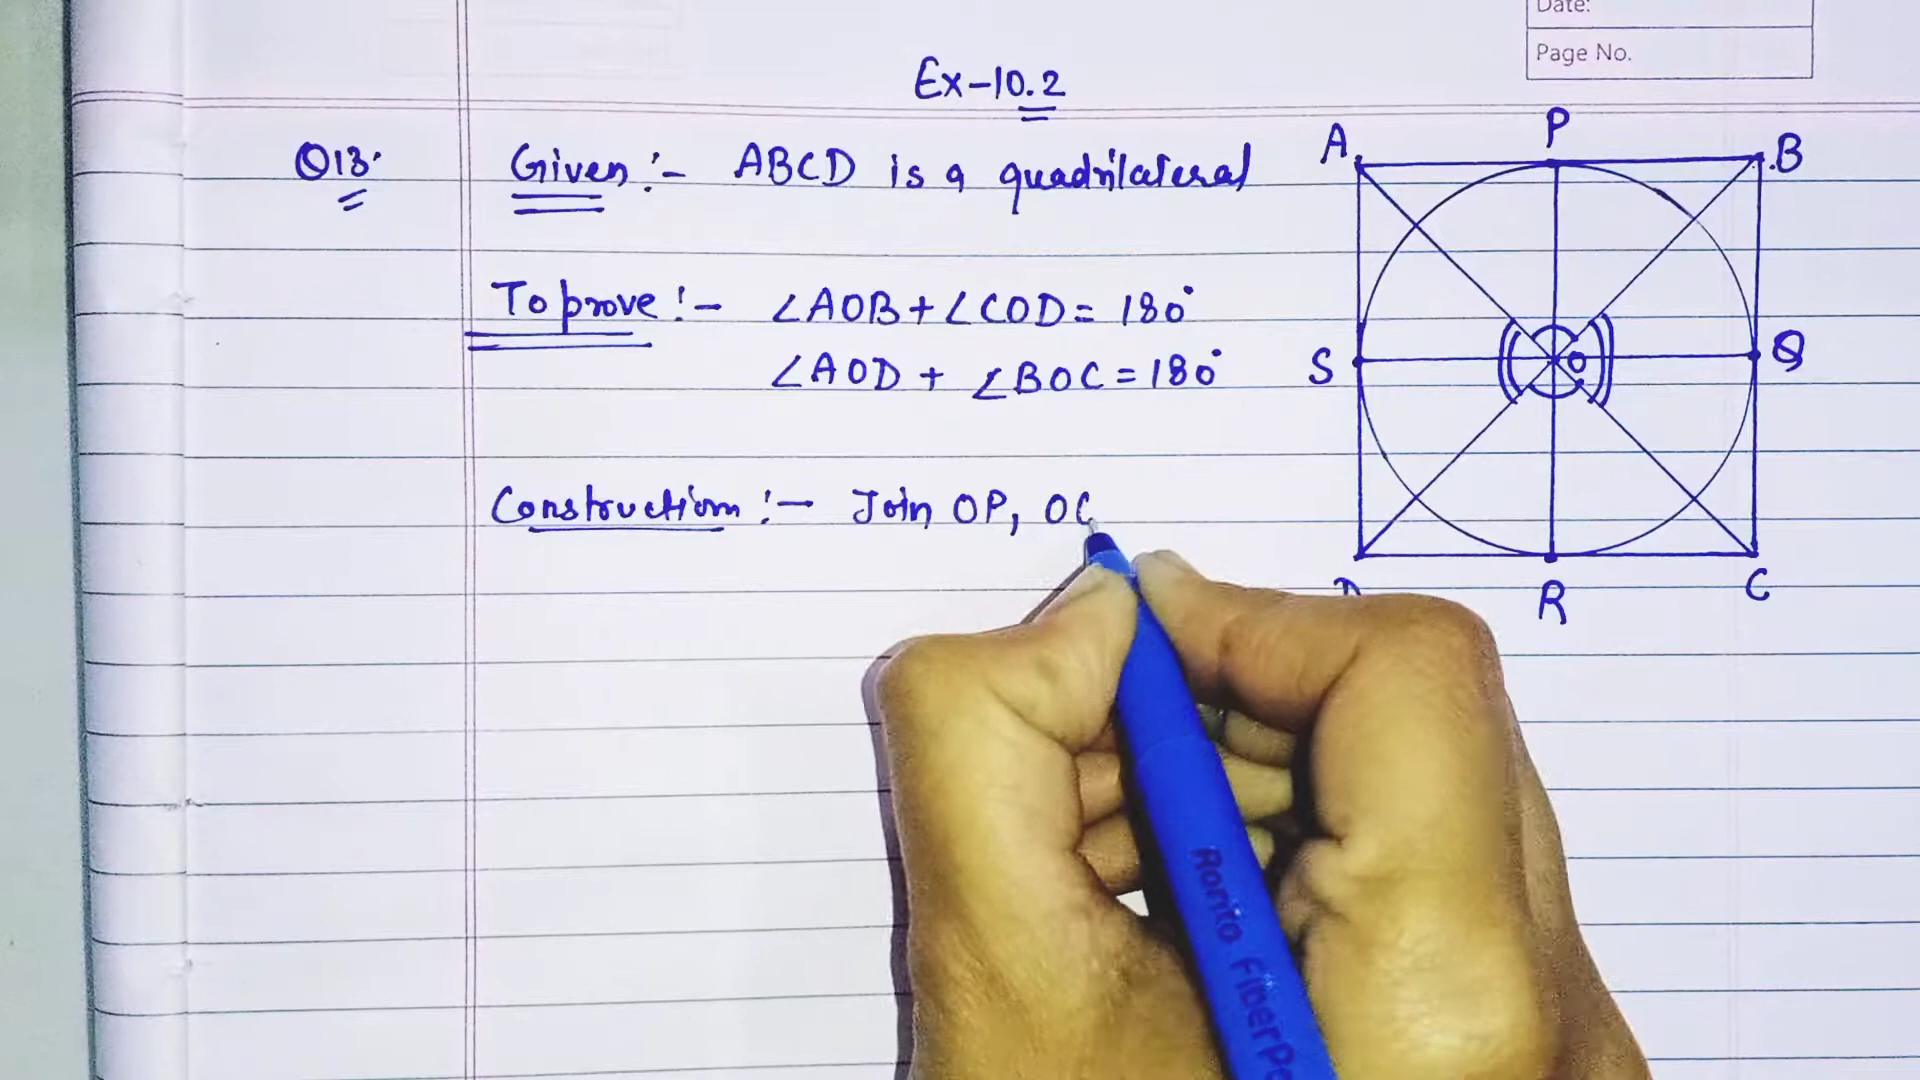 Date:
Page No.
Ex-10.2
Q13.
Given :- ABCD is a quadrilateral
To prove :- ∠AOB + ∠COD = 180°
∠AOD + ∠BOC = 180°
Construction :- Join OP, O
A
P
B
S
O
Q
R
C
Ronto FiberPe